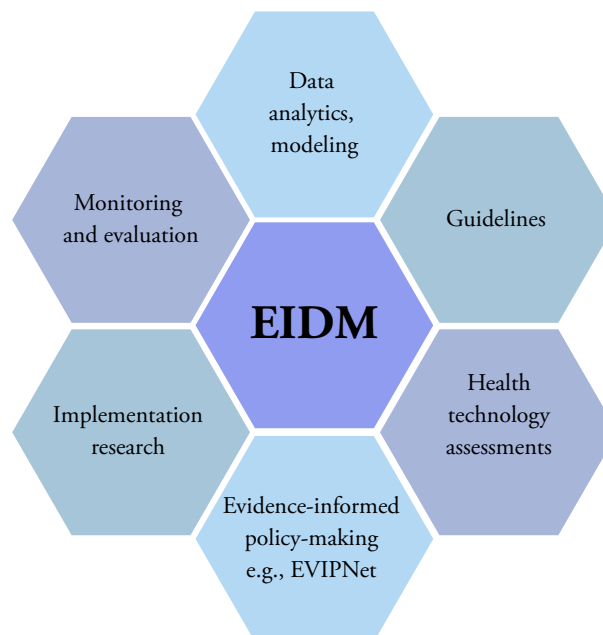 Data
analytics,
modeling
Monitoring
and evaluation
Guidelines
EIDM
Implementation
research
Health
technology
assessments
Evidence-informed
policy-making
e.g., EVIPNet